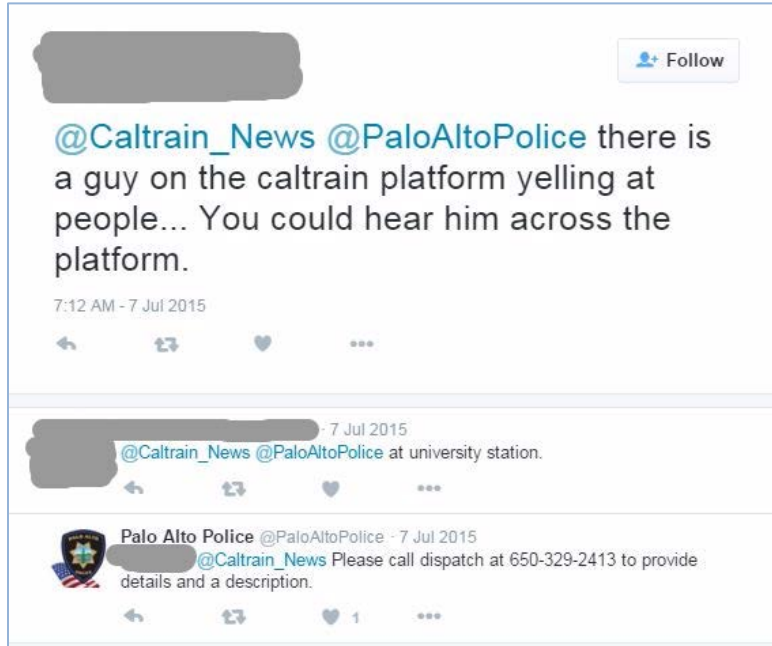 Follow
@Caltrain_News @PaloAltoPolice there is
a guy on the caltrain platform yelling at
people... You could hear him across the
platform.
7:12 AM - 7 Jul 2015
· 7 Jul 2015
@Caltrain_News @PaloAltoPolice at university station.
Palo Alto Police @PaloAltoPolice · 7 Jul 2015
@Caltrain_News Please call dispatch at 650-329-2413 to provide
details and a description.
1